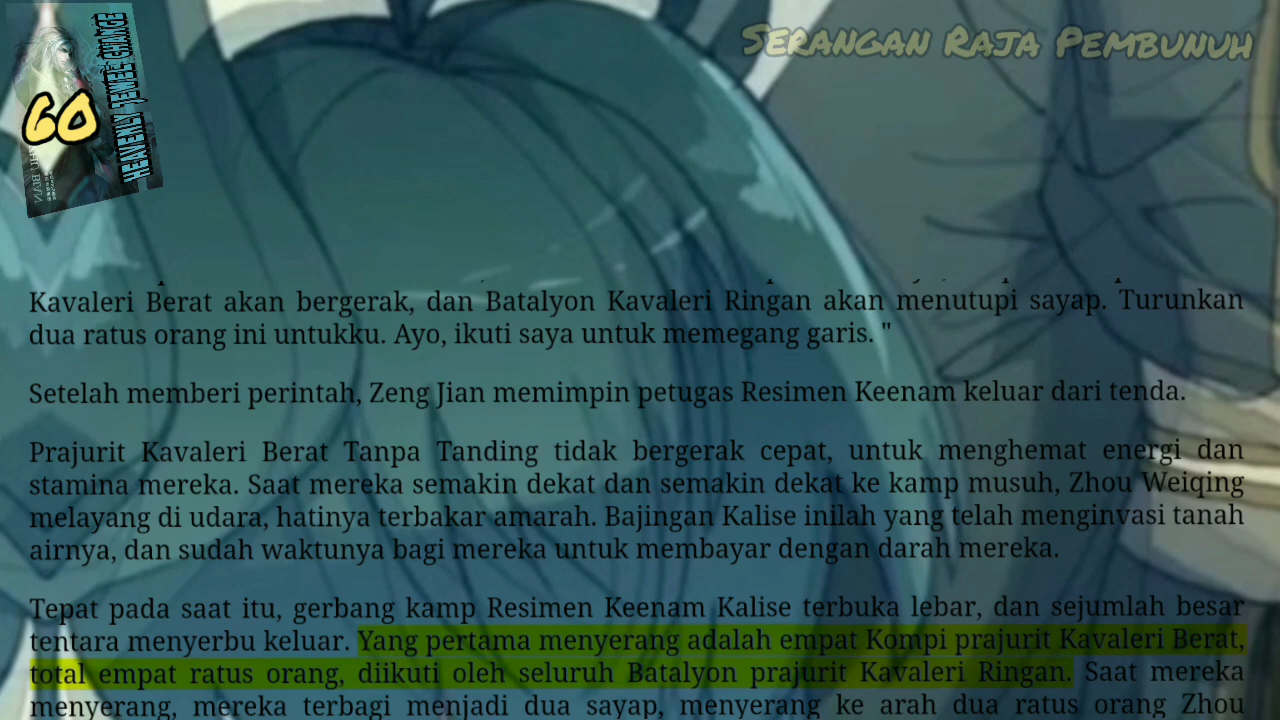 Serangan Raja Pembunuh
60
HEAVENLY JEWEL CHANGE
Kavaleri Berat akan bergerak, dan Batalyon Kavaleri Ringan akan menutupi sayap. Turunkan
dua ratus orang ini untukku. Ayo, ikuti saya untuk memegang garis. "
Setelah memberi perintah, Zeng Jian memimpin petugas Resimen Keenam keluar dari tenda.
Prajurit Kavaleri Berat Tanpa Tanding tidak bergerak cepat, untuk menghemat energi dan
stamina mereka. Saat mereka semakin dekat dan semakin dekat ke kamp musuh, Zhou Weiqing
melayang di udara, hatinya terbakar amarah. Bajingan Kalise inilah yang telah menginvasi tanah
airnya, dan sudah waktunya bagi mereka untuk membayar dengan darah mereka.
Tepat pada saat itu, gerbang kamp Resimen Keenam Kalise terbuka lebar, dan sejumlah besar
tentara menyerbu keluar. Yang pertama menyerang adalah empat Kompi prajurit Kavaleri Berat,
total empat ratus orang, diikuti oleh seluruh Batalyon prajurit Kavaleri Ringan. Saat mereka
menyerang, mereka terbagi menjadi dua sayap, menyerang ke arah dua ratus orang Zhou